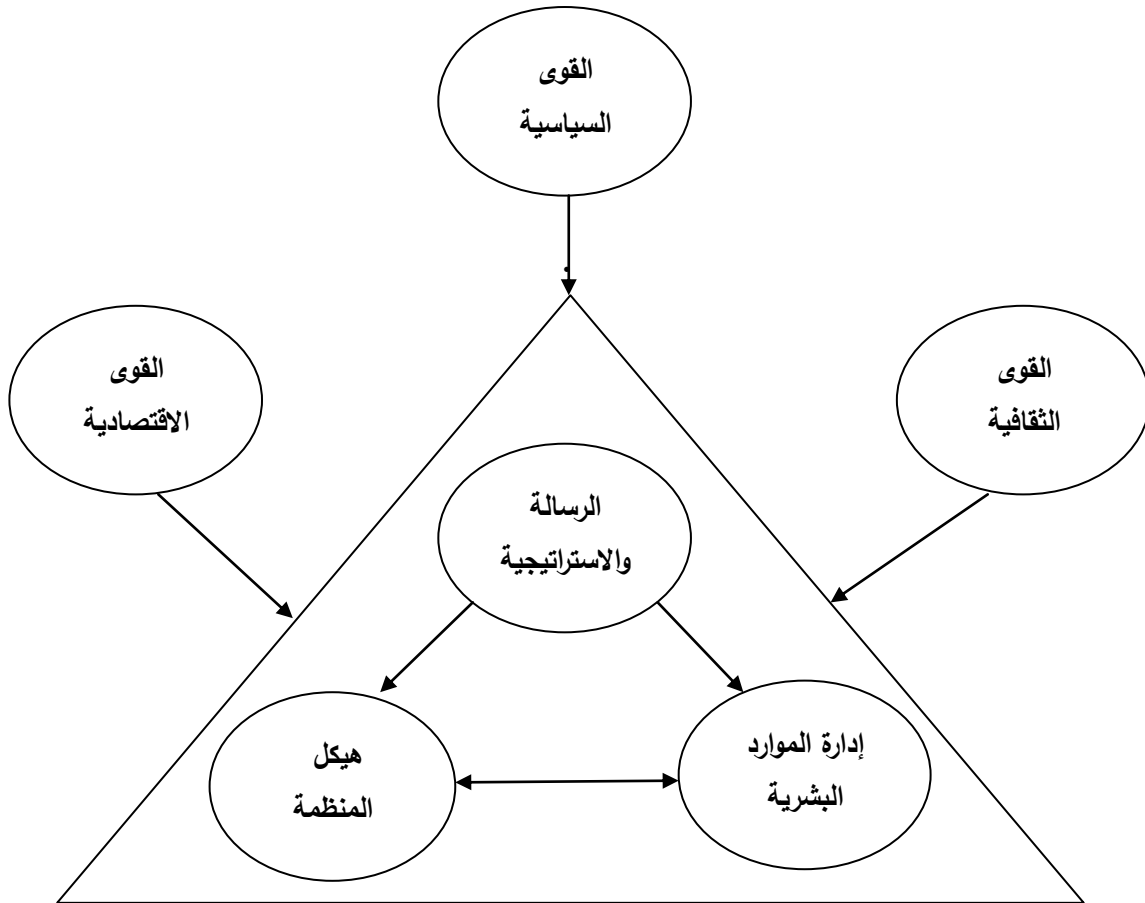 القوى
السياسية
القوى
الثقافية
القوى
الاقتصادية
الرسالة
والاستراتيجية
إدارة الموارد
البشرية
هيكل
المنظمة